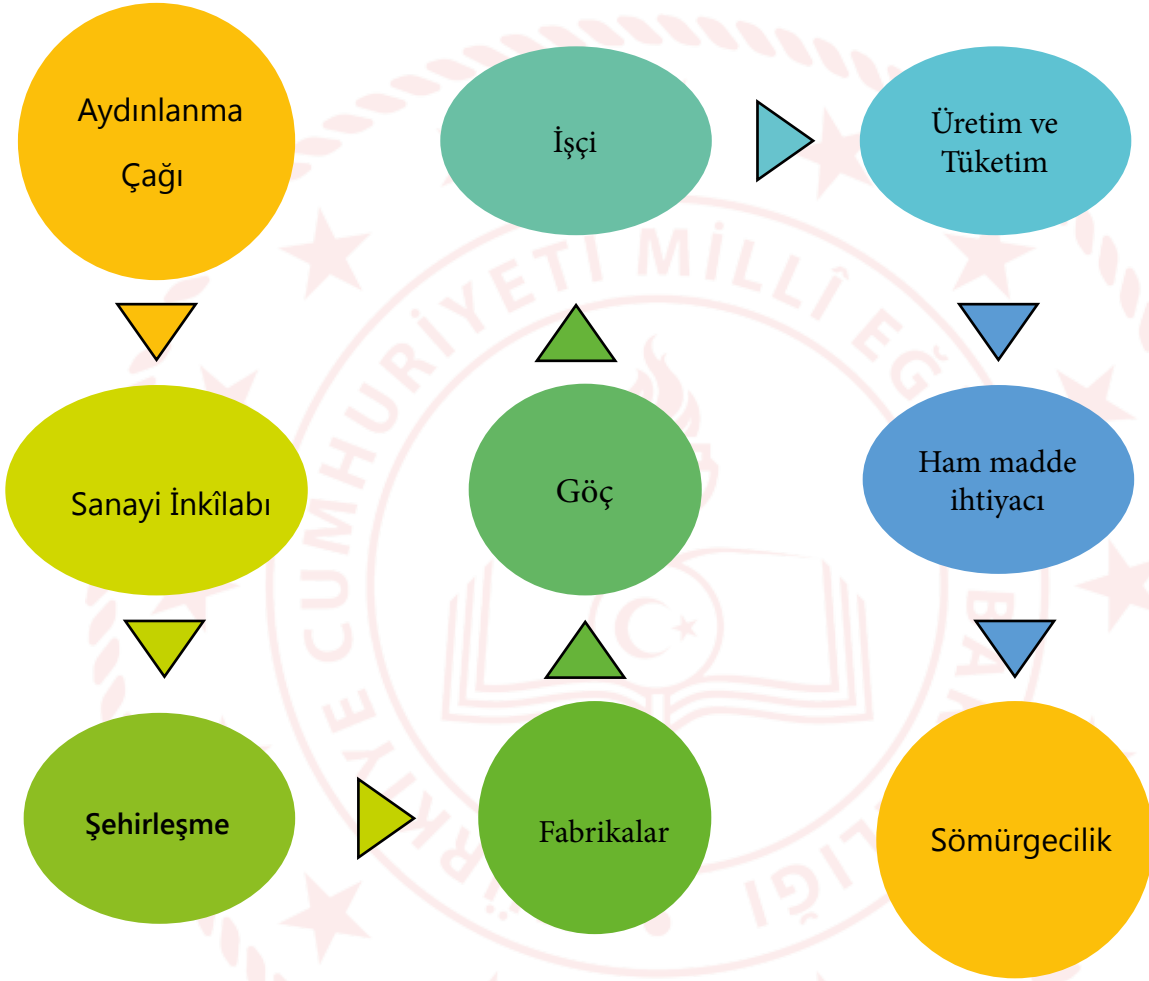 Aydınlanma
Çağı
Sanayi İnkîlabı
Şehirleşme
Fabrikalar
Göç
İşçi
Üretim ve
Tüketim
Ham madde
ihtiyacı
Sömürgecilik